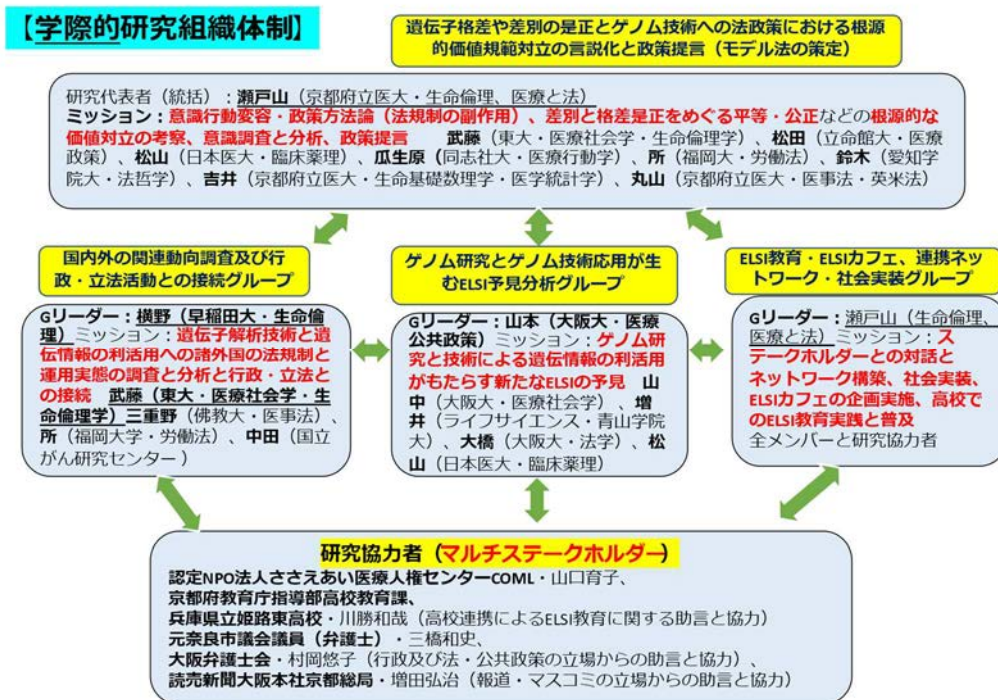 【学際的研究組織体制】
遺伝子格差や差別の是正とゲノム技術への法政策における根源
的価値規範対立の言説化と政策提言（モデル法の策定）
研究代表者（統括）：瀬戸山（京都府立医大・生命倫理、医療と法）
ミッション：意識行動変容・政策方法論（法規制の副作用）、差別と格差是正をめぐる平等・公正などの根源的な
価値対立の考察、意識調査と分析、政策提言　武藤（東大・医療社会学・生命倫理学）、松田（立命館大・医療
政策）、松山（日本医大・臨床薬理）、瓜生原（同志社大・医療行動学）、所（福岡大・労働法）、鈴木（愛知学
院大・法哲学）、吉井（京都府立医大・生命基礎数理学・医学統計学）、丸山（京都府立医大・医事法・英米法）
国内外の関連動向調査及び行
政・立法活動との接続グループ
Gリーダー：横野（早稲田大・生命倫
理）ミッション：遺伝子解析技術と遺
伝情報の利活用への諸外国の法規制と
運用実態の調査と分析と行政・立法と
の接続　武藤（東大・医療社会学・生
命倫理学）三重野（佛教大・医事法）、
所（福岡大学・労働法）、中田（国立
がん研究センター）
ゲノム研究とゲノム技術応用が生
むELSI予見分析グループ
Gリーダー：山本（大阪大・医療
公共政策）ミッション：ゲノム研
究と技術による遺伝情報の利活用
がもたらす新たなELSIの予見　山
中（大阪大・医療社会学）、増
井（ライフサイエンス・青山学院
大）、大橋（大阪大・法学）、松
山（日本医大・臨床薬理）
ELSI教育・ELSIカフェ、連携ネッ
トワーク・社会実装グループ
Gリーダー：瀬戸山（生命倫理、
医療と法）ミッション：ス
テークホルダーとの対話と
ネットワーク構築、社会実装、
ELSIカフェの企画実施、高校で
のELSI教育実践と普及
全メンバーと研究協力者
研究協力者（マルチステークホルダー）
認定NPO法人ささえあい医療人権センターCOML・山口育子、
京都府教育庁指導部高校教育課、
兵庫県立姫路東高校・川勝和哉（高校連携によるELSI教育に関する助言と協力）
元奈良市議会議員（弁護士）・三橋和史、
大阪弁護士会・村岡悠子（行政及び法・公共政策の立場からの助言と協力）、
読売新聞大阪本社京都総局・増田弘治（報道・マスコミの立場からの助言と協力）